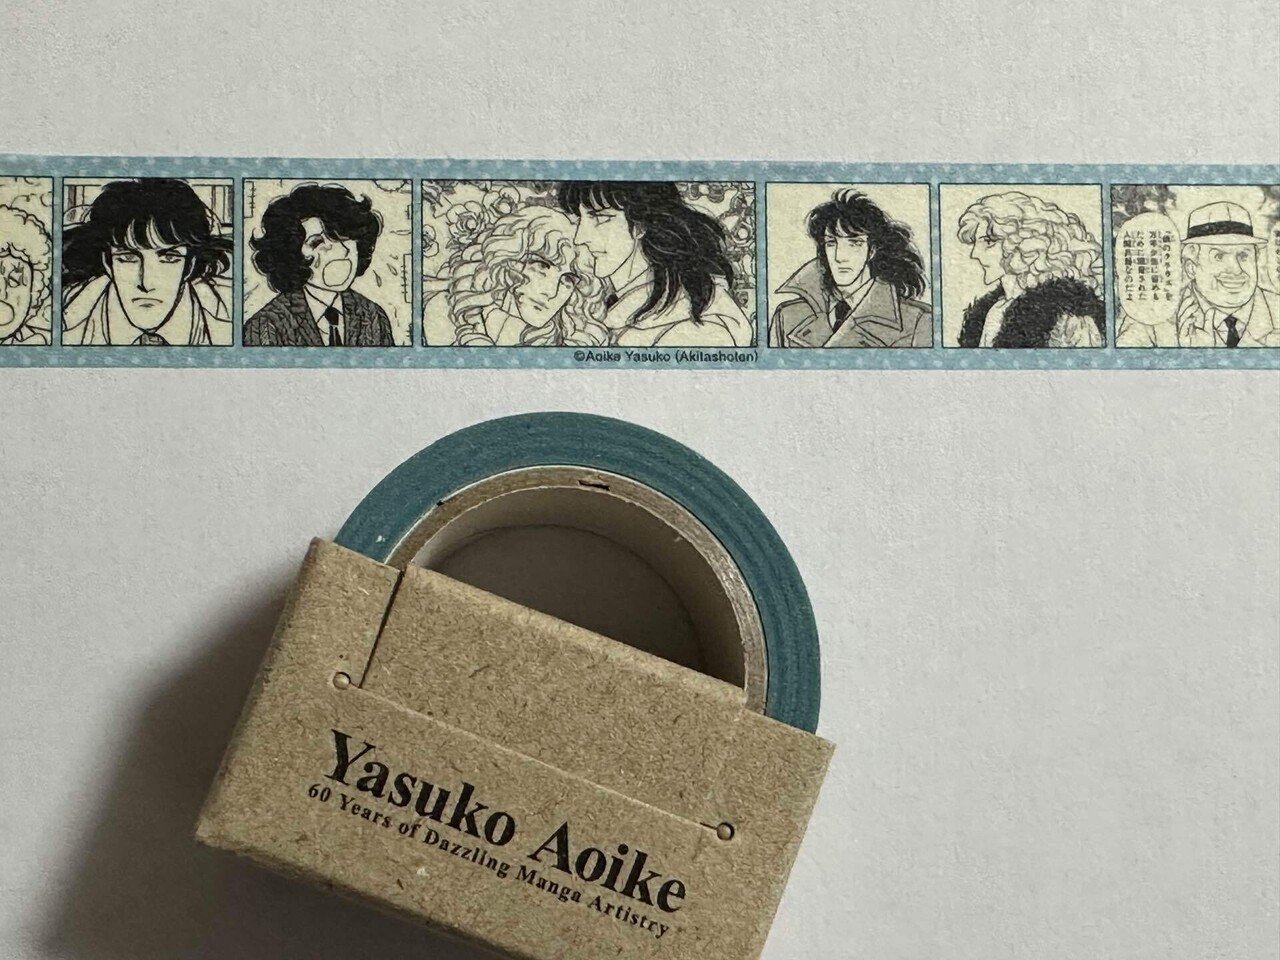 ©Aoike Yasuko (Akitashoten)
Yasuko Aoike
60 Years of Dazzling Manga Artistry